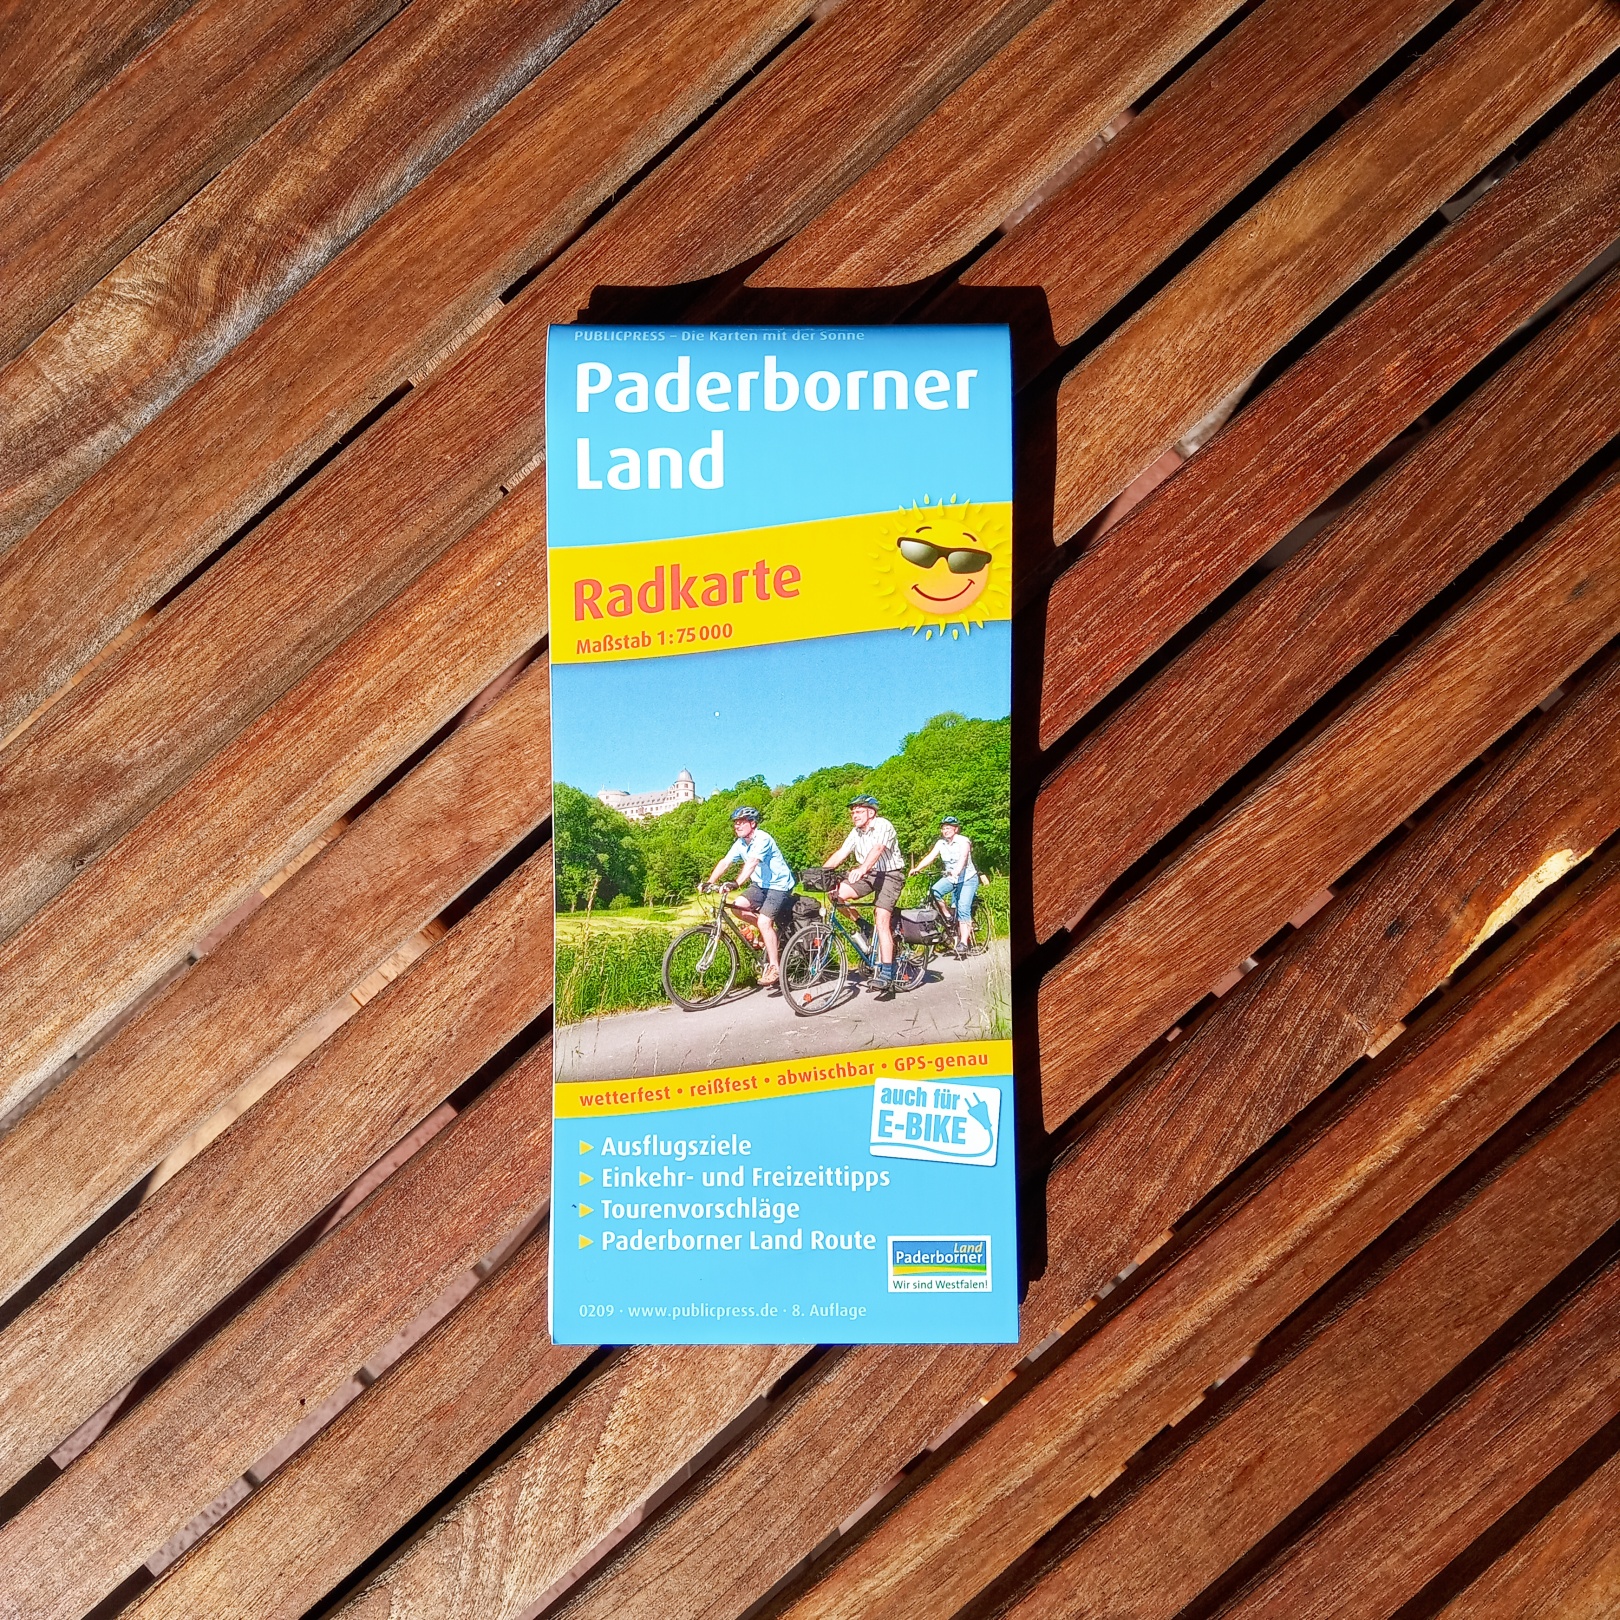 PUBLICPRESS – Die Karten mit der Sonne
Paderborner
Land
Radkarte
Maßstab 1:75 000
wetterfest • reißfest • abwischbar • GPS-genau
auch für
E-BIKE
Ausflugsziele
Einkehr- und Freizeittipps
Tourenvorschläge
Paderborner Land Route
Land
Paderborner
Wir sind Westfalen!
0209 · www.publicpress.de · 8. Auflage